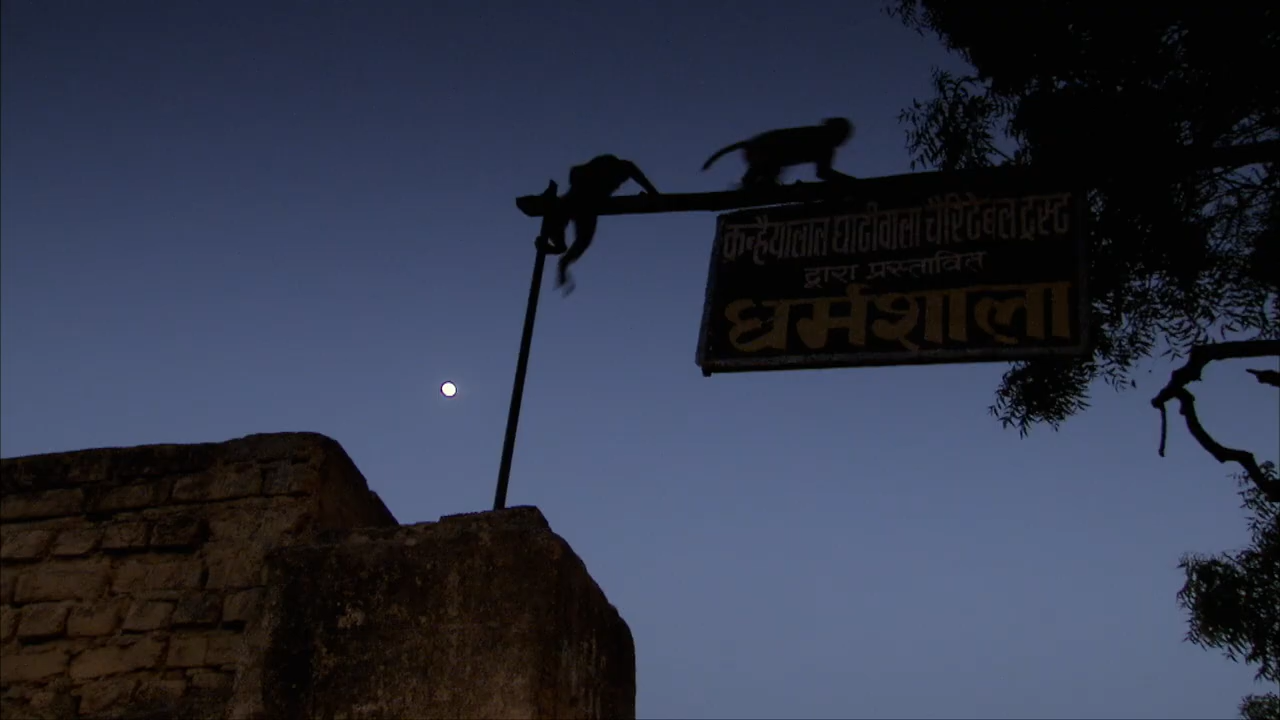 कन्हैयालाल घाटीवाला चैरिटेबल ट्रस्ट
द्वारा प्रस्तावित
धर्मशाला